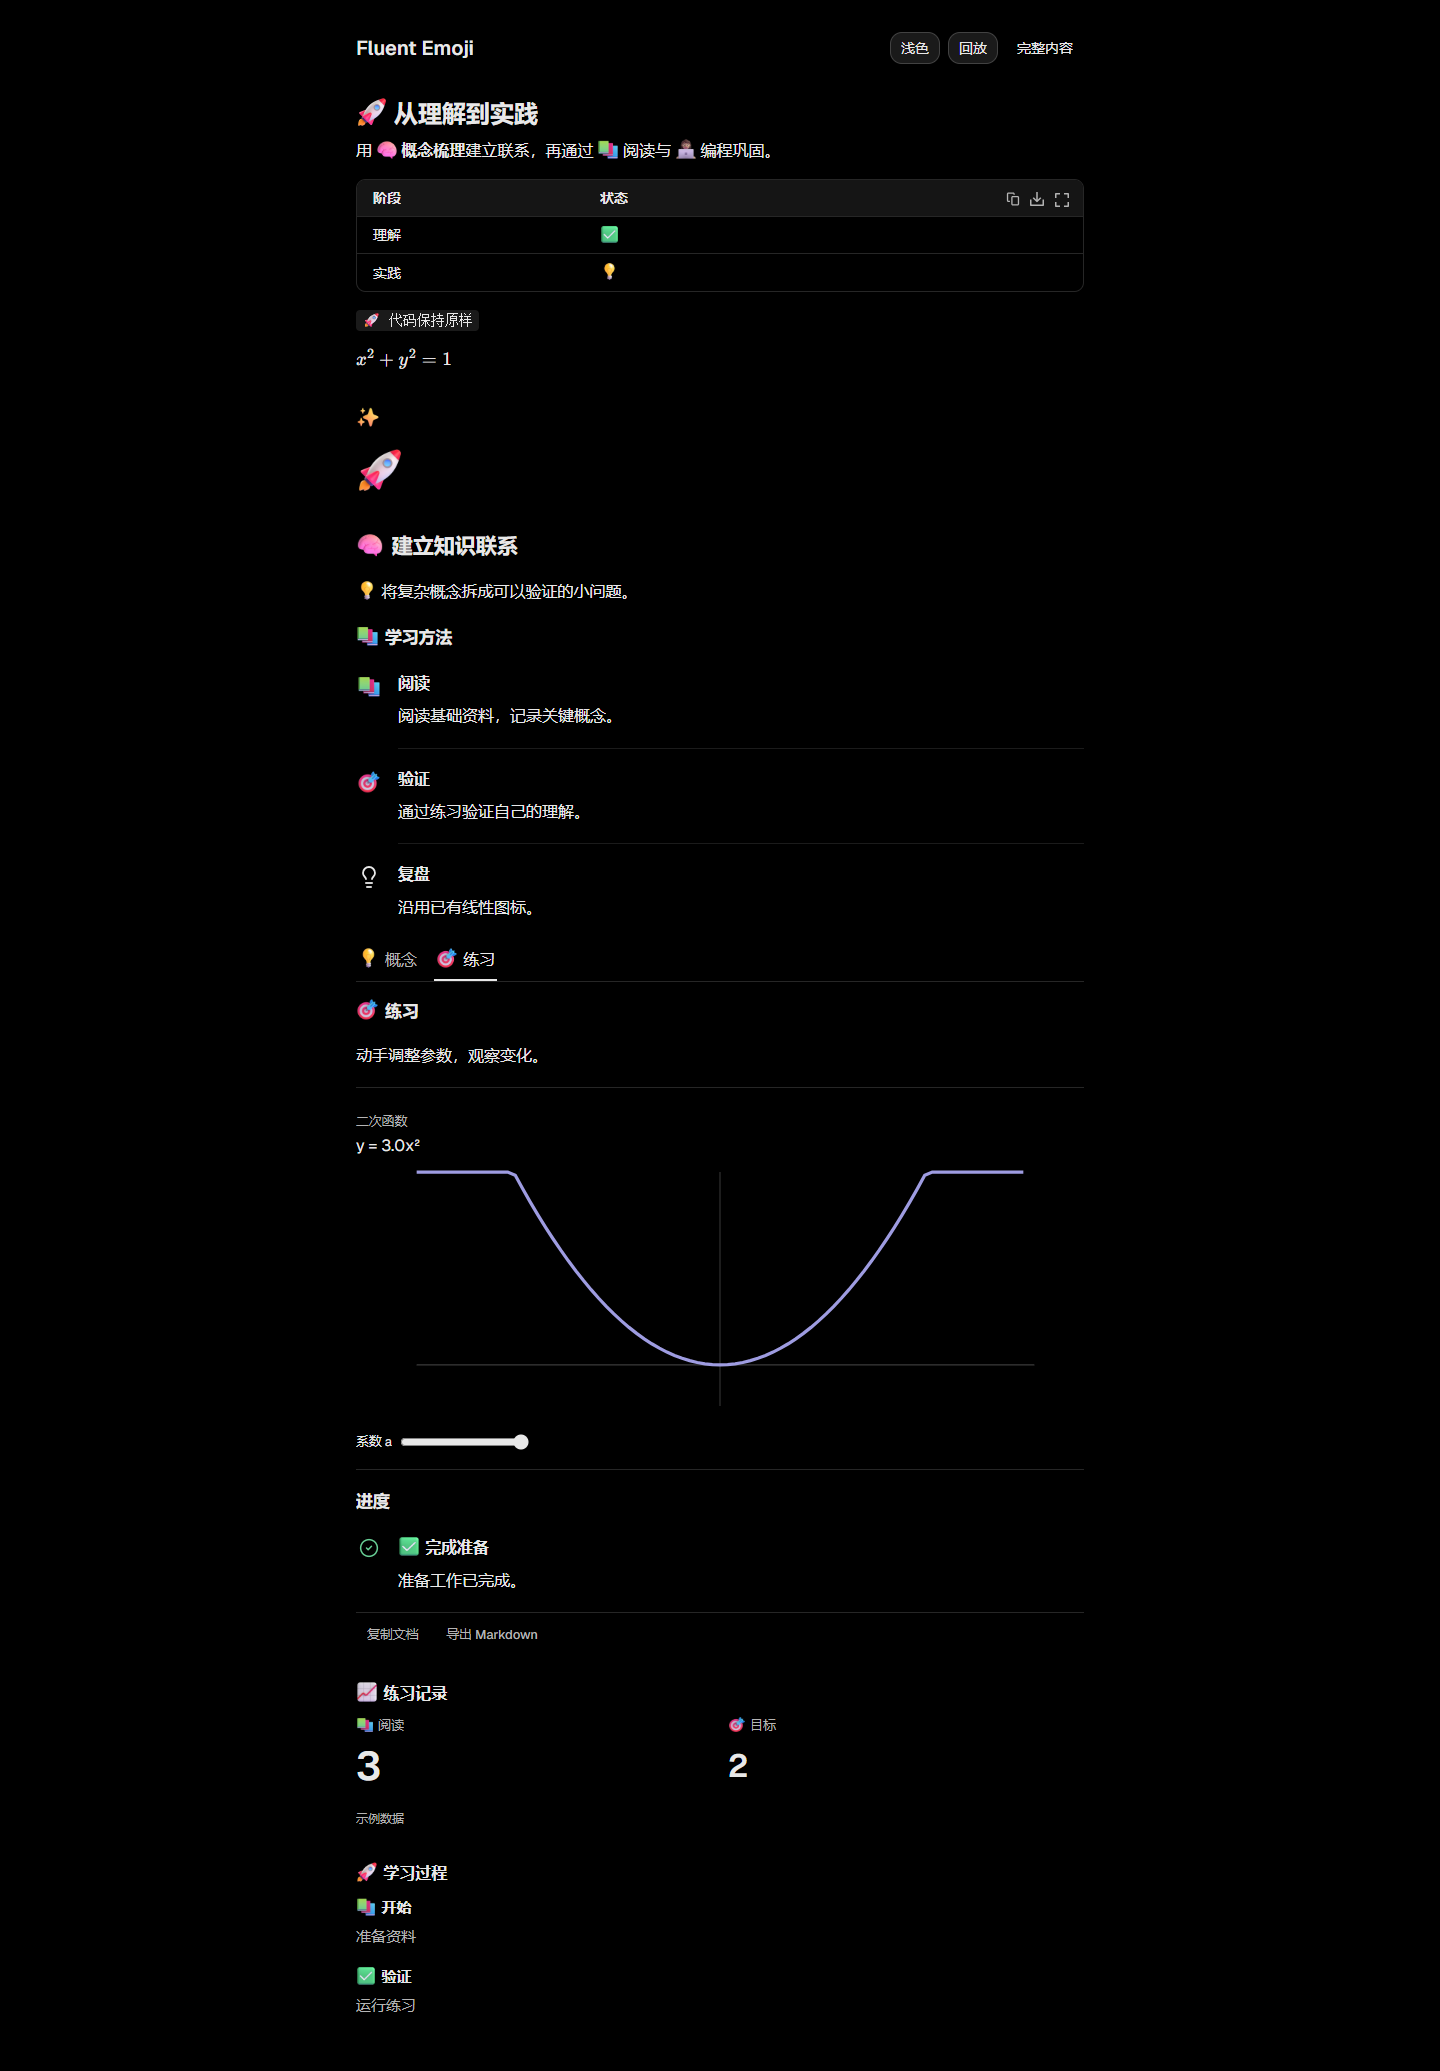 Fluent Emoji
浅色 回放 完整内容
🚀 从理解到实践
用 🧠 概念梳理建立联系，再通过 📚 阅读与 🧑🏿‍💻 编程巩固。
阶段 状态
理解 ✅
实践 💡
🚀 代码保持原样
x² + y² = 1
✨
🚀
🧠 建立知识联系
💡 将复杂概念拆成可以验证的小问题。
📚 学习方法
📚 阅读
阅读基础资料，记录关键概念。
🎯 验证
通过练习验证自己的理解。
复盘
沿用已有线性图标。
💡 概念 🎯 练习
🎯 练习
动手调整参数，观察变化。
二次函数
y = 3.0x²
系数 a
进度
✅ 完成准备
准备工作已完成。
复制文档 导出 Markdown
📈 练习记录
📚 阅读 🎯 目标
3 2
示例数据
🚀 学习过程
📚 开始
准备资料
✅ 验证
运行练习